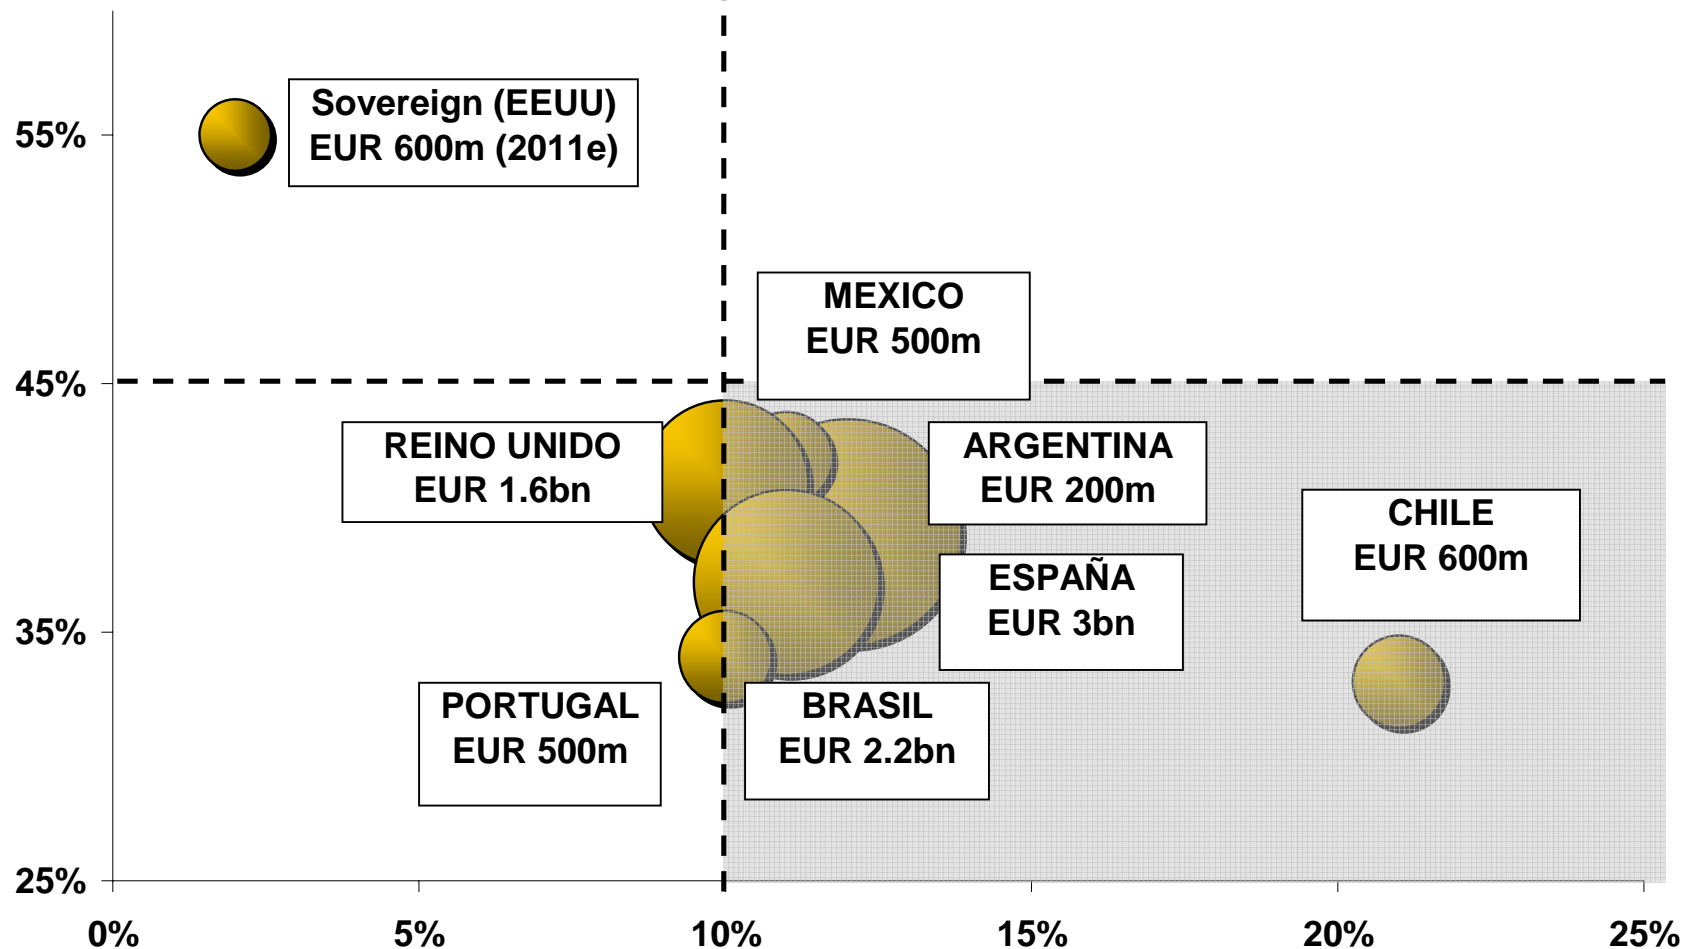 55%
Sovereign (EEUU)
EUR 600m (2011e)
MEXICO
EUR 500m
45%
REINO UNIDO
EUR 1.6bn
ARGENTINA
EUR 200m
CHILE
EUR 600m
ESPAÑA
EUR 3bn
35%
PORTUGAL
EUR 500m
BRASIL
EUR 2.2bn
25%
0%
5%
10%
15%
20%
25%